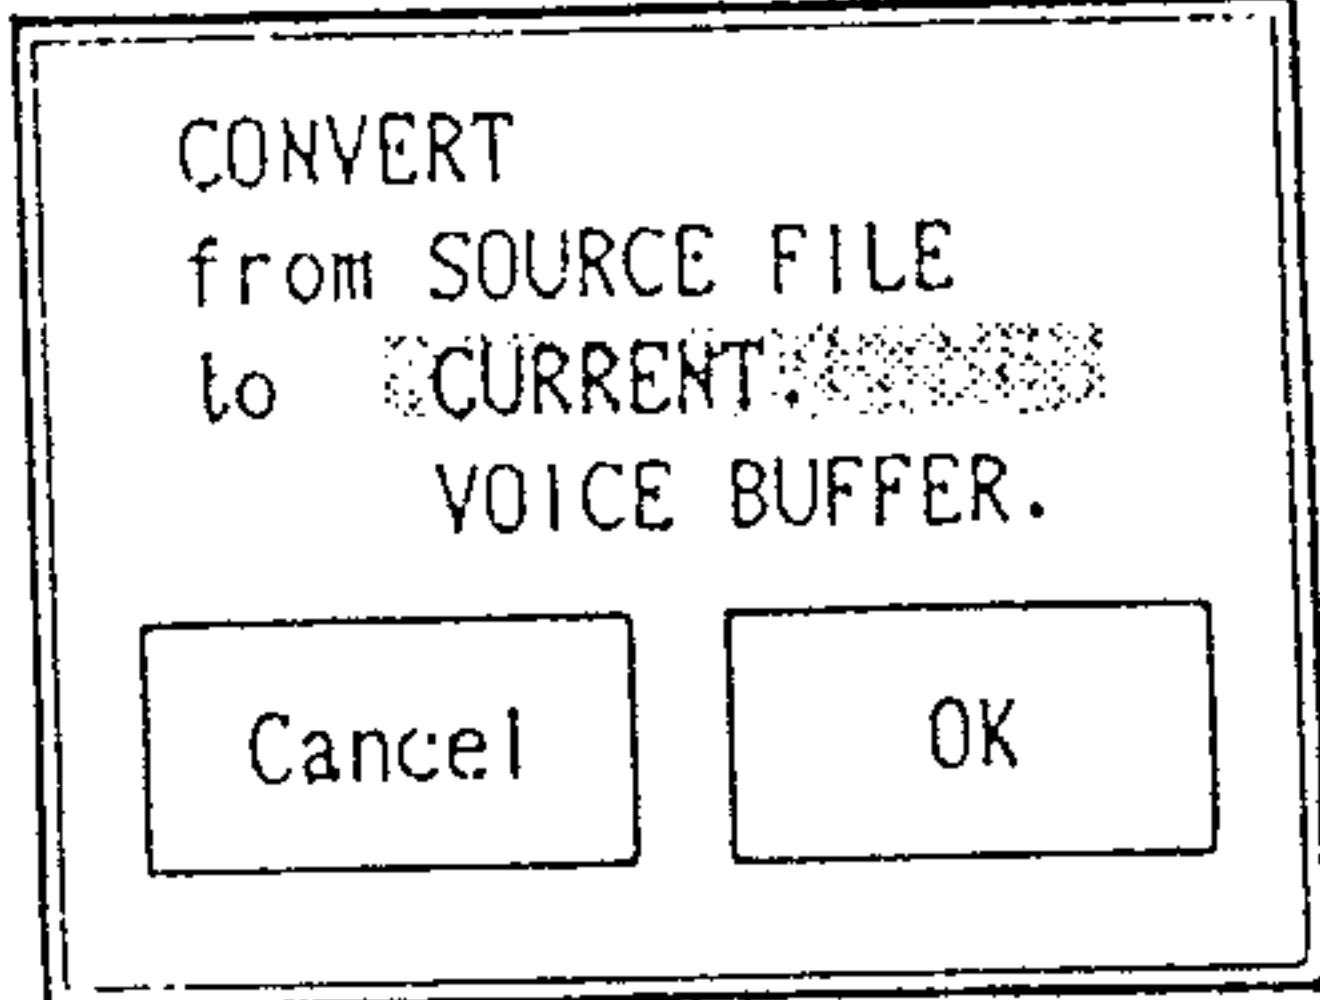 CONVERT
from SOURCE FILE
to CURRENT.
VOICE BUFFER.
Cancel
OK